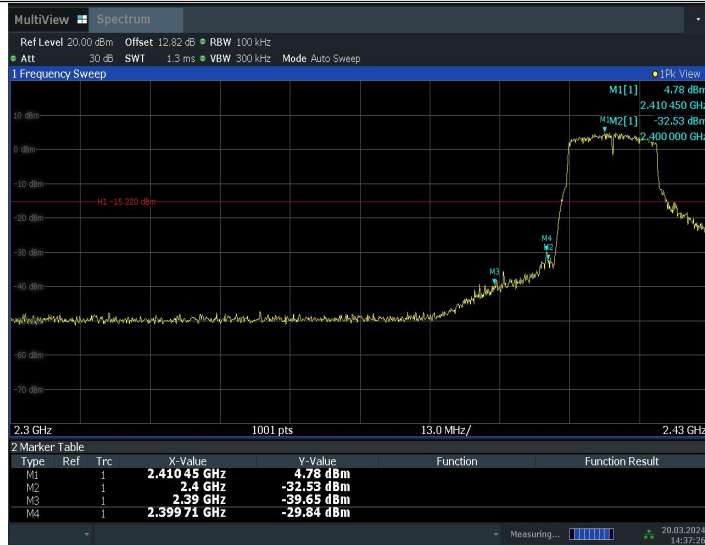 MultiView Spectrum
Ref Level 20.00 dBm Offset 12.82 dB RBW 100 kHz
Att 30 dB SWT 1.3 ms VBW 300 kHz Mode Auto Sweep
1 Frequency Sweep 1Pk View
M1[1] 4.78 dBm
2.410 450 GHz
10 dBm
M1 M2[1] -32.53 dBm
2.400 000 GHz
0 dBm
-10 dBm
H1 -15.220 dBm
-20 dBm
M4
M2
-30 dBm
M3
-40 dBm
-60 dBm
-70 dBm
2.3 GHz 1001 pts 13.0 MHz/ 2.43 GHz
2 Marker Table
Type Ref Trc X-Value Y-Value Function Function Result
M1 1 2.410 45 GHz 4.78 dBm
M2 1 2.4 GHz -32.53 dBm
M3 1 2.39 GHz -39.65 dBm
M4 1 2.399 71 GHz -29.84 dBm
Measuring... 20.03.2024
14:37:26